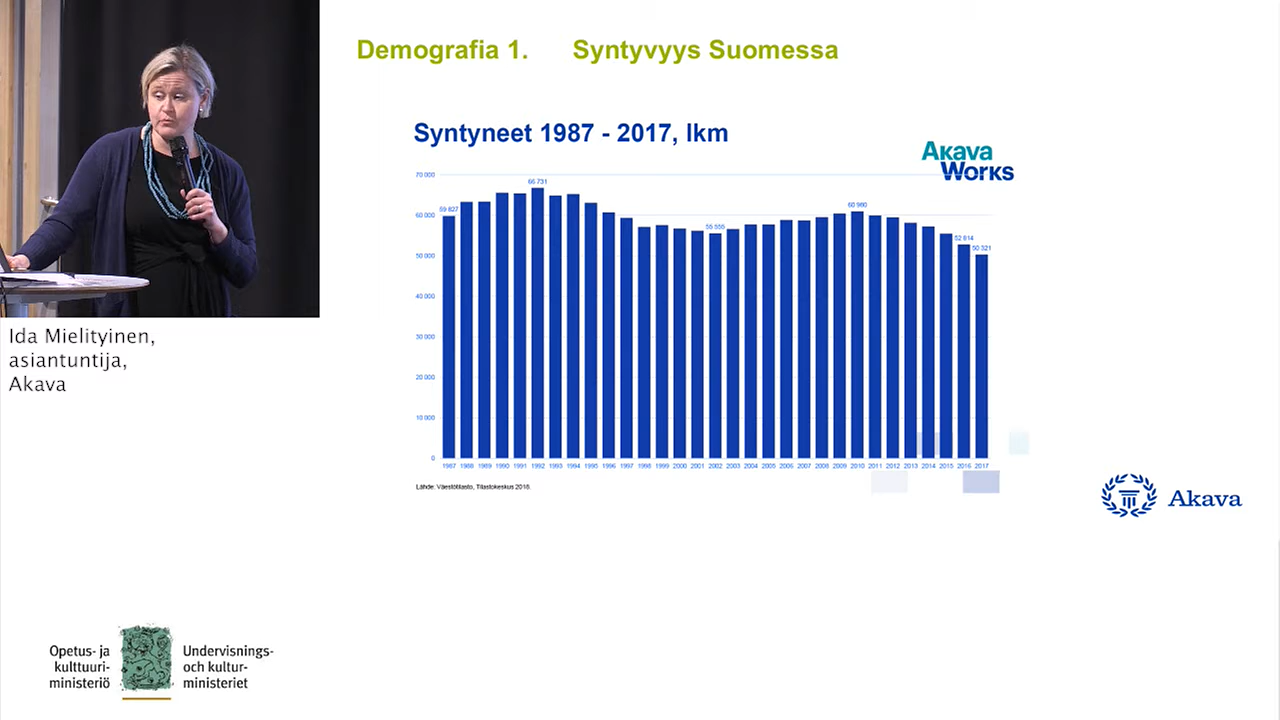 Demografia 1. Syntyvyys Suomessa
Syntyneet 1987 - 2017, lkm
Akava
Works
70 000
60 000
50 000
40 000
30 000
20 000
10 000
0
59 827
66 731
55 555
60 980
52 814
50 321
1987 1988 1989 1990 1991 1992 1993 1994 1995 1996 1997 1998 1999 2000 2001 2002 2003 2004 2005 2006 2007 2008 2009 2010 2011 2012 2013 2014 2015 2016 2017
Lähde: Väestötilasto, Tilastokeskus 2018.
Ida Mielityinen,
asiantuntija,
Akava
Akava
Opetus- ja
kulttuuri-
ministeriö
Undervisnings-
och kultur-
ministeriet